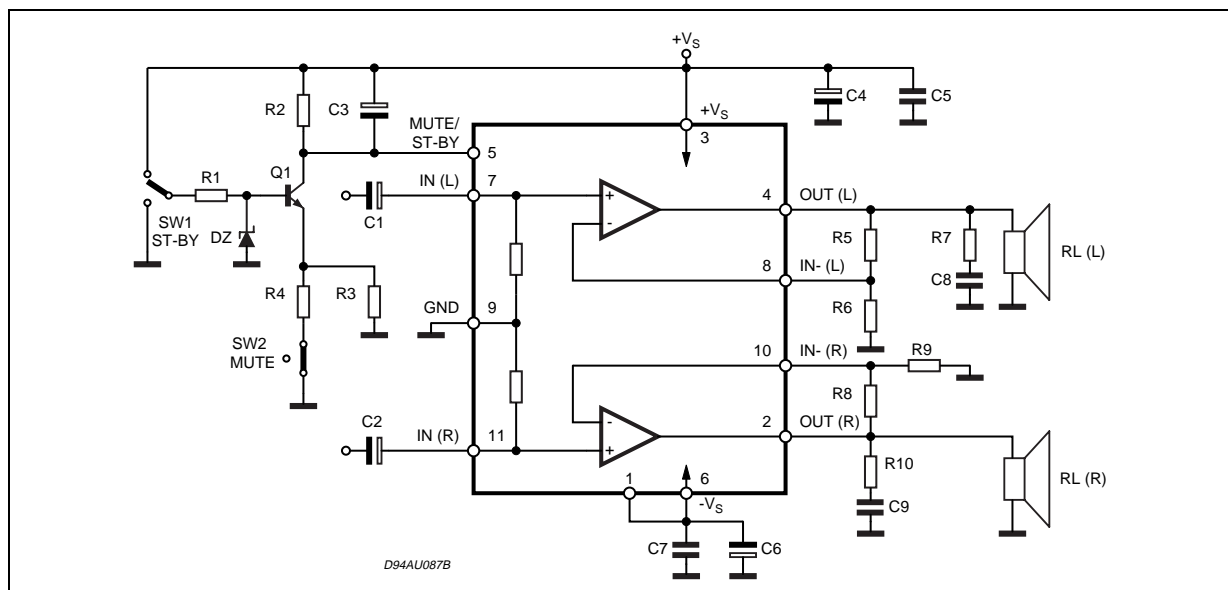 +VS
R2
C3
C4
C5
+VS
MUTE/
ST-BY
5
3
R1
Q1
IN (L)
7
4
OUT (L)
C1
SW1
ST-BY
DZ
+
-
R5
R7
RL (L)
8
IN- (L)
C8
R4
R3
GND
9
R6
SW2
MUTE
10
IN- (R)
R9
R8
C2
IN (R)
11
-
+
2
OUT (R)
R10
RL (R)
1
6
-VS
C9
C7
C6
D94AU087B